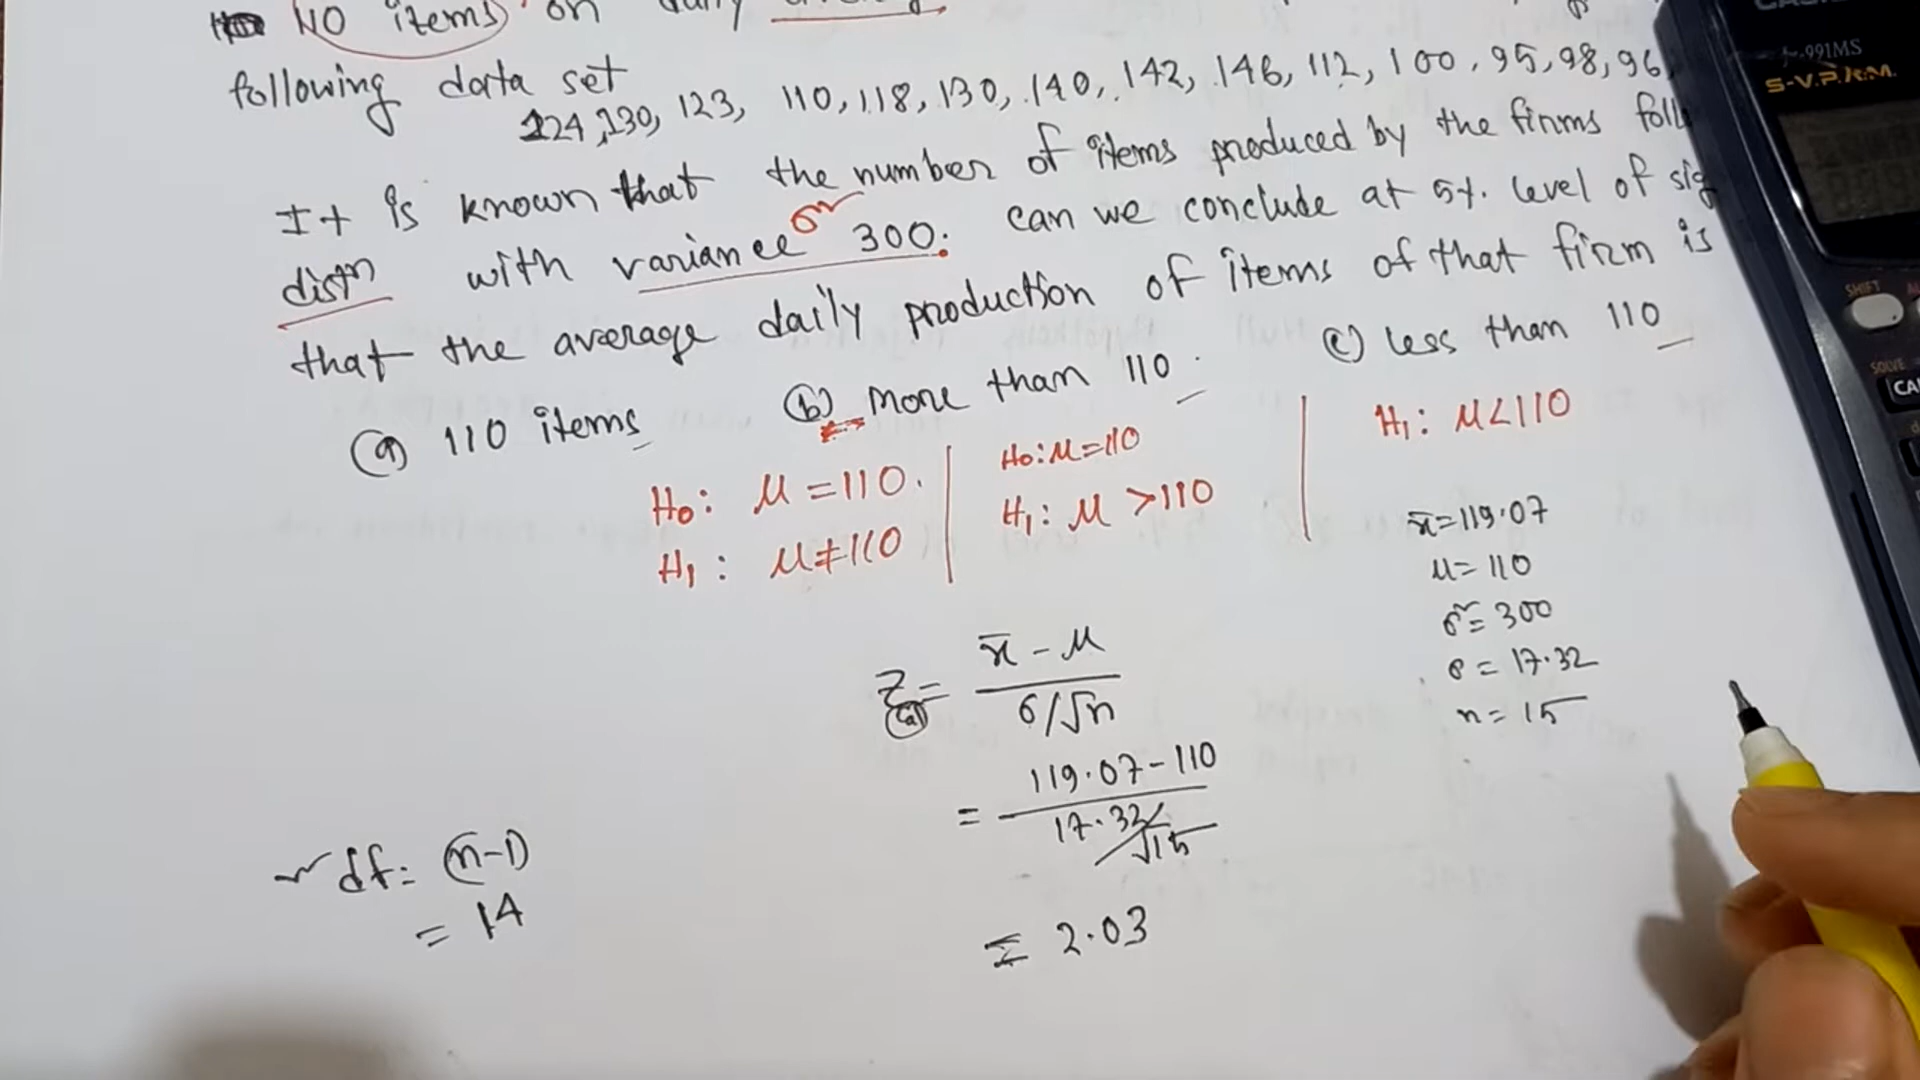 No items on daily
following data set
124, 130, 123, 110, 118, 130, 140, 142, 146, 112, 100, 95, 98, 96
It is known that the number of items produced by the firms foll
distn with variance σ² 300. can we conclude at 5%. level of sig
that the average daily production of items of that firm is
(a) 110 items (b) more than 110. (c) less than 110
H₀: μ = 110.
H₁: μ ≠ 110
H₀: μ = 110
H₁: μ > 110
H₁: μ < 110
x̄ = 119.07
μ = 110
σ² = 300
σ = 17.32
n = 15
Z(a) = x̄ - μ / σ/√n
= 119.07 - 110 / 17.32/√15
= 2.03
df = (n-1)
= 14
991MS
S-V.P.A.M.
SHIFT
SOLVE